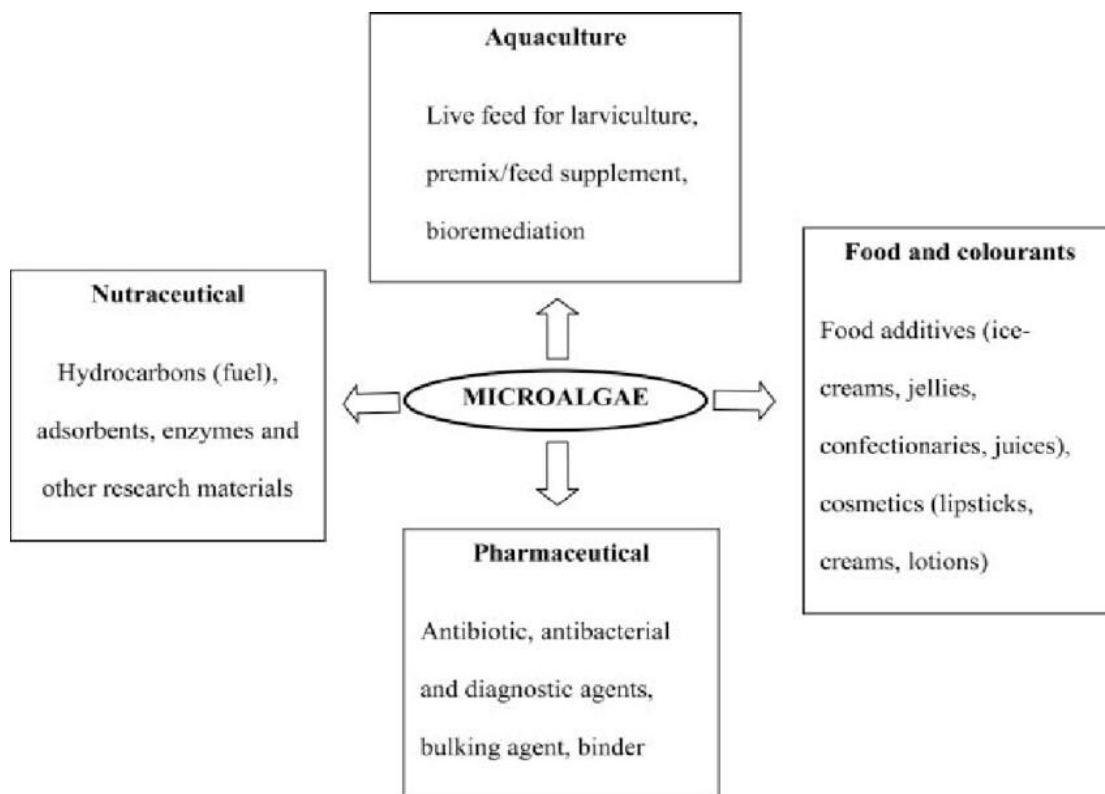 Aquaculture
Live feed for larviculture,
premix/feed supplement,
bioremediation
Nutraceutical
Hydrocarbons (fuel),
adsorbents, enzymes and
other research materials
MICROALGAE
Food and colourants
Food additives (ice-
creams, jellies,
confectionaries, juices),
cosmetics (lipsticks,
creams, lotions)
Pharmaceutical
Antibiotic, antibacterial
and diagnostic agents,
bulking agent, binder